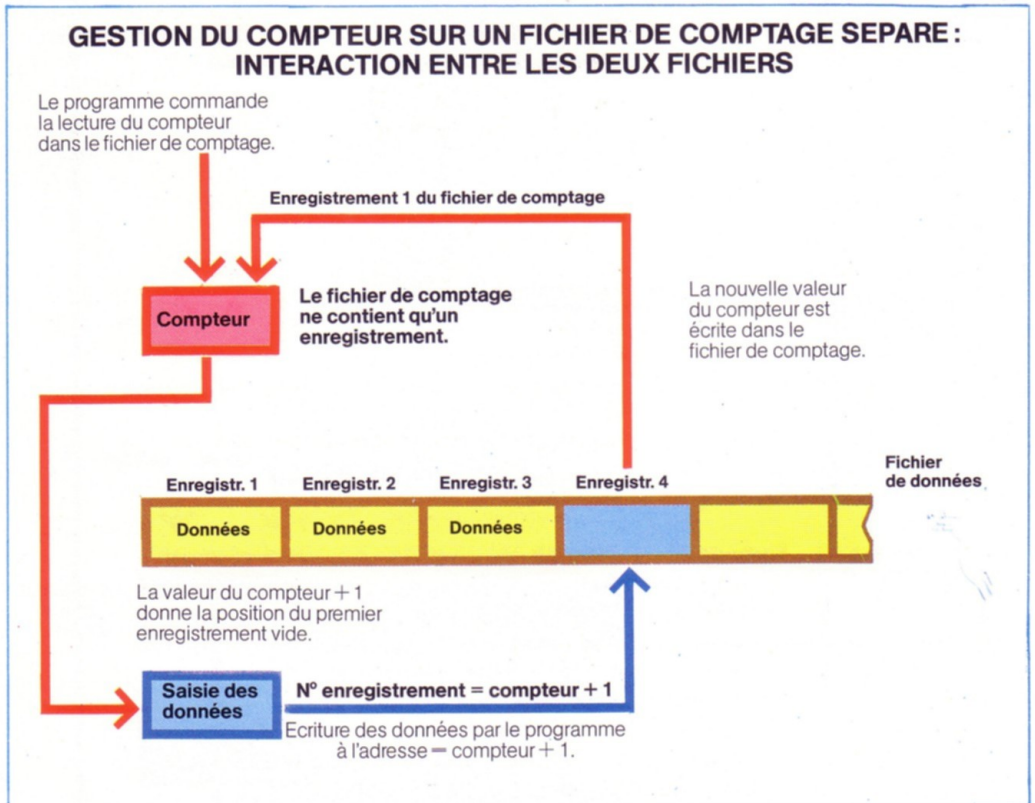 GESTION DU COMPTEUR SUR UN FICHIER DE COMPTAGE SEPARE :
INTERACTION ENTRE LES DEUX FICHIERS
Le programme commande
la lecture du compteur
dans le fichier de comptage.
Enregistrement 1 du fichier de comptage
Compteur
Le fichier de comptage
ne contient qu'un
enregistrement.
La nouvelle valeur
du compteur est
écrite dans le
fichier de comptage.
Fichier
de données
Enregistr. 1
Enregistr. 2
Enregistr. 3
Enregistr. 4
Données
Données
Données
La valeur du compteur + 1
donne la position du premier
enregistrement vide.
Saisie des
données
Nº enregistrement = compteur + 1
Ecriture des données par le programme
à l'adresse = compteur + 1.